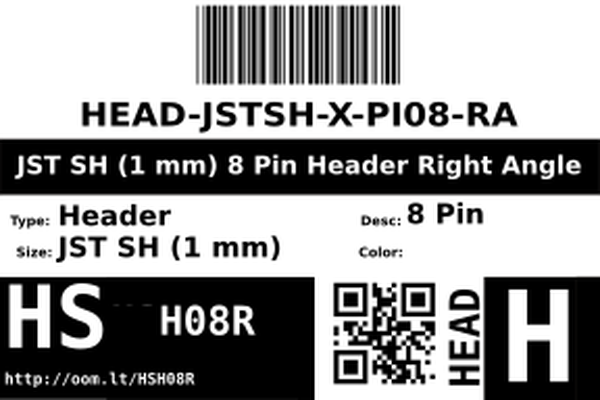 HEAD-JSTSH-X-PI08-RA
JST SH (1 mm) 8 Pin Header Right Angle
Type: Header
Desc: 8 Pin
Size: JST SH (1 mm)
Color:
HS H08R
http://oom.lt/HSH08R
HEAD
H